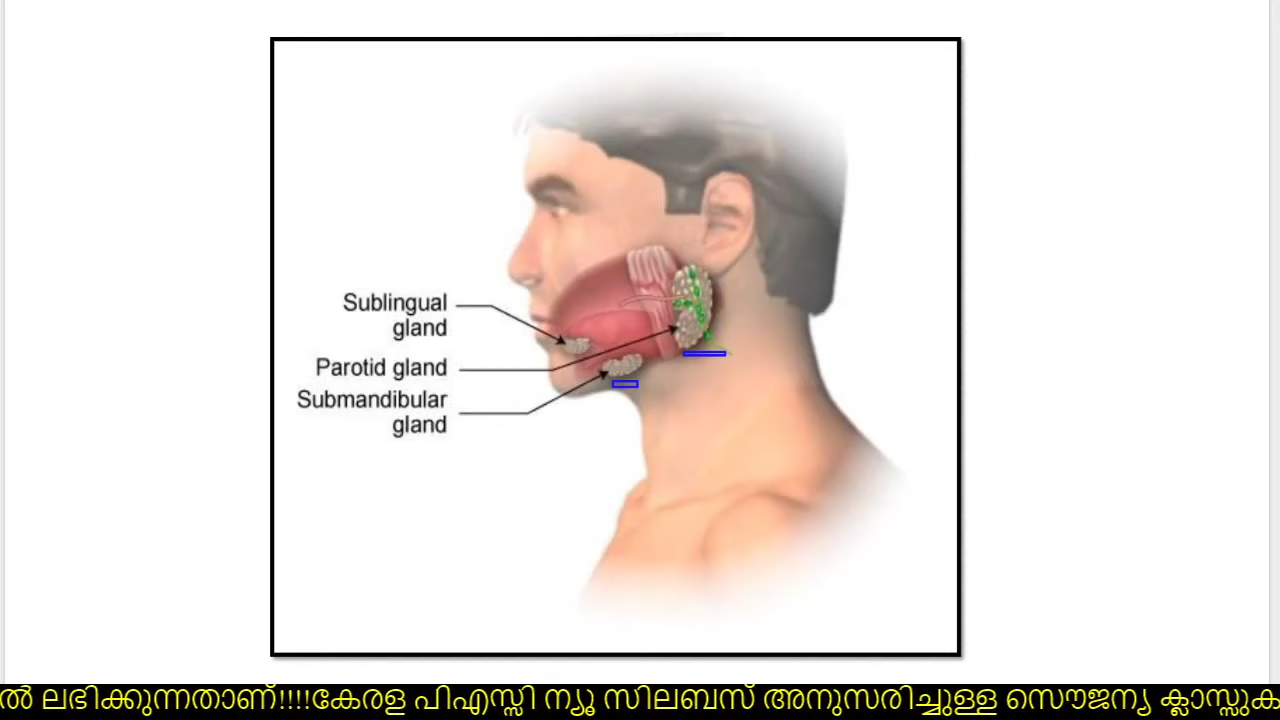 Sublingual
gland
Parotid gland
Submandibular
gland
ൽ ലഭിക്കുന്നതാണ്!!!!കേരള പിഎസ്സി ന്യൂ സിലബസ് അനുസരിച്ചുള്ള സൌജന്യ ക്ലാസ്സുക